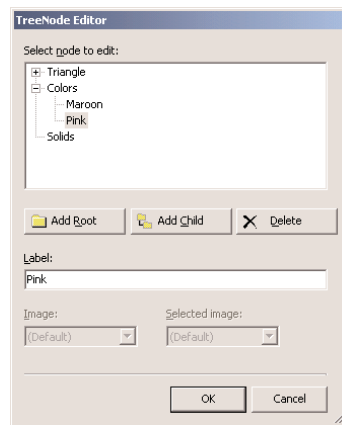 TreeNode Editor
Select node to edit:
Triangle
Colors
Maroon
Pink
Solids
Add Root Add Child Delete
Label:
Pink
Image: Selected image:
(Default) (Default)
OK Cancel